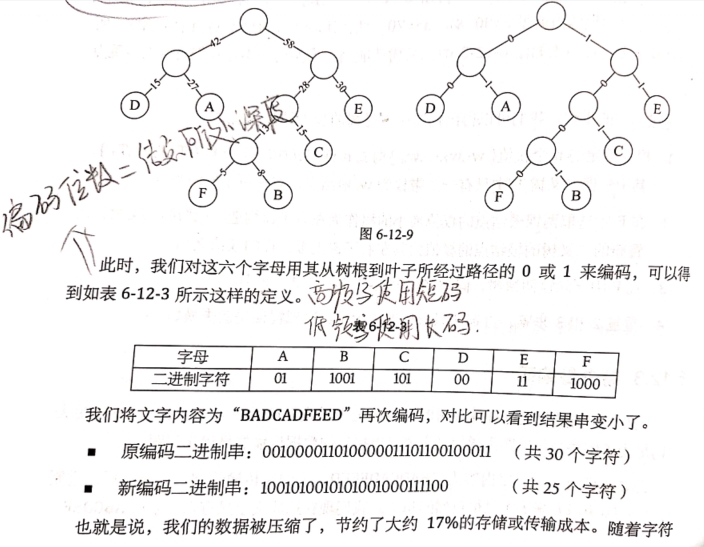 42 58 0 1
15 27 28 30 0 1 0 1
D A E D A E
13 15 0 1
C C
5 8 0 1
F B F B
编码位数=结点深度
图 6-12-9
此时，我们对这六个字母用其从树根到叶子所经过路径的 0 或 1 来编码，可以得
到如表 6-12-3 所示这样的定义。 高频字使用短码
低频字使用长码.
表 6-12-3
字母 A B C D E F
二进制字符 01 1001 101 00 11 1000
我们将文字内容为“BADCADFEED”再次编码，对比可以看到结果串变小了。
■ 原编码二进制串：001000011010000011101100100011 （共 30 个字符）
■ 新编码二进制串：1001010010101001000111100 （共 25 个字符）
也就是说，我们的数据被压缩了，节约了大约 17%的存储或传输成本。随着字符